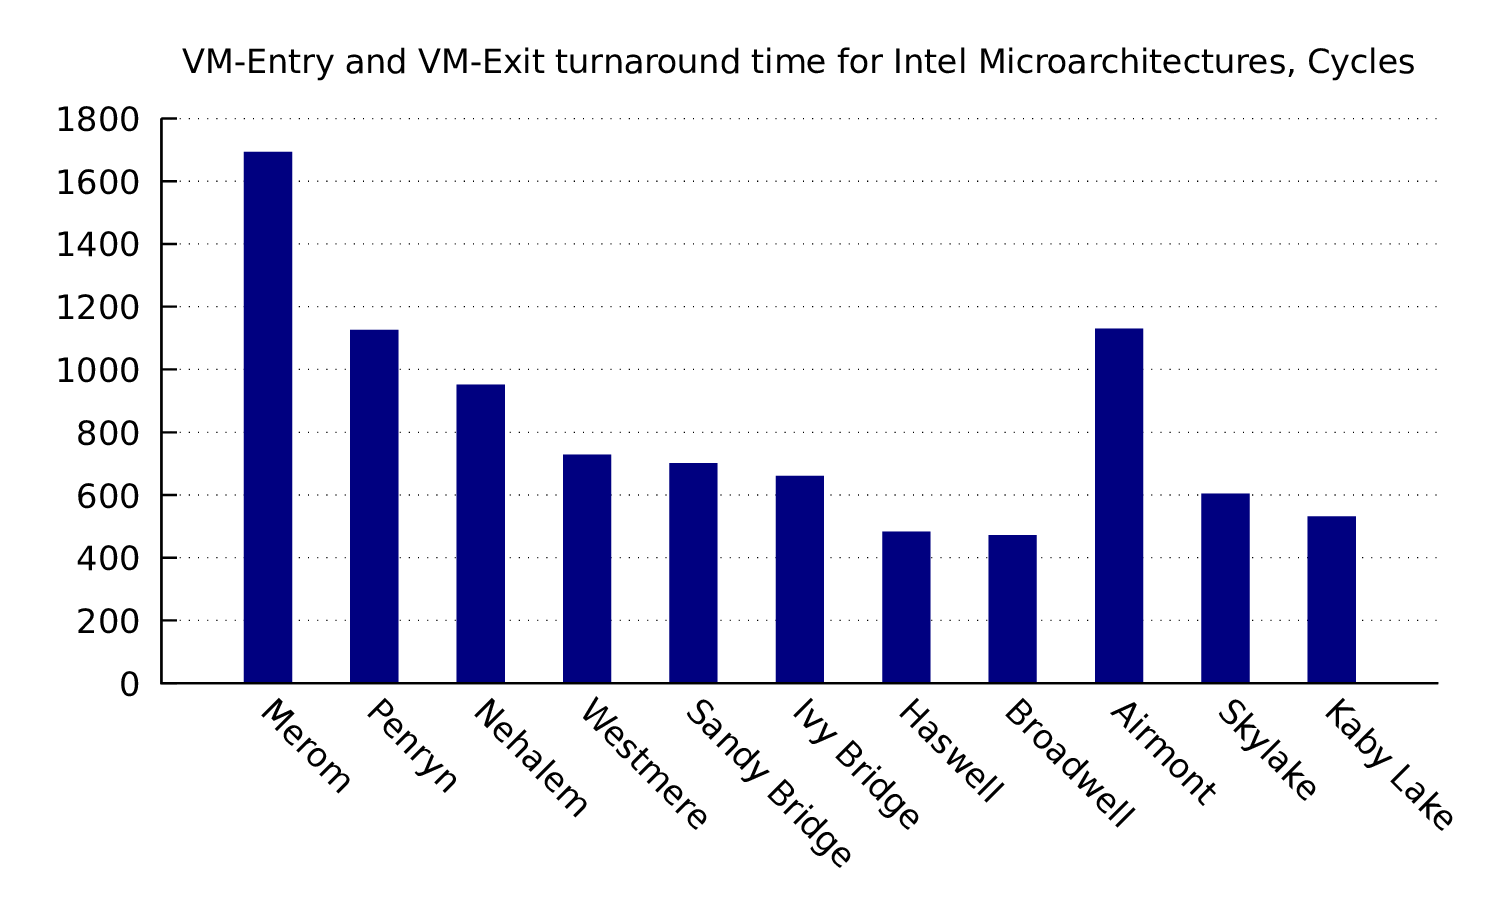 VM-Entry and VM-Exit turnaround time for Intel Microarchitectures, Cycles
1800
1600
1400
1200
1000
800
600
400
200
0
Merom
Penryn
Nehalem
Westmere
Sandy Bridge
Ivy Bridge
Haswell
Broadwell
Airmont
Skylake
Kaby Lake